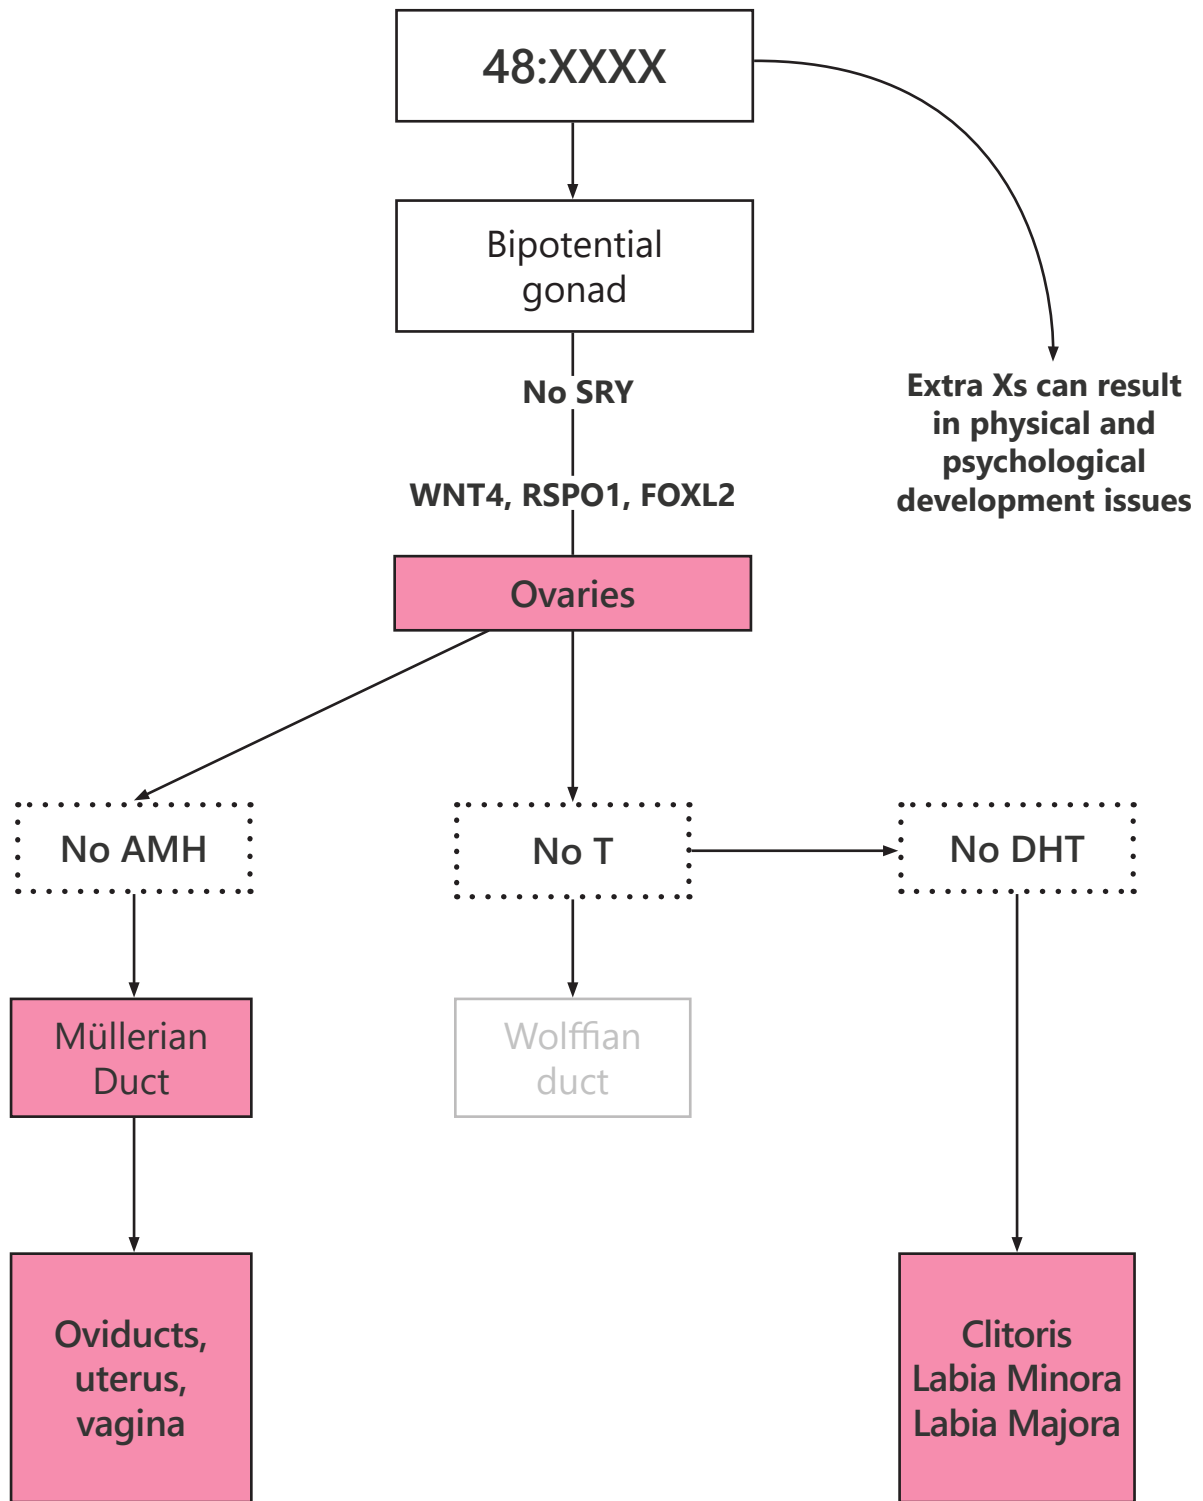 48:XXXX
Bipotential
gonad
No SRY
WNT4, RSPO1, FOXL2
Extra Xs can result
in physical and
psychological
development issues
Ovaries
No AMH
No T
No DHT
Müllerian
Duct
Wolffian
duct
Oviducts,
uterus,
vagina
Clitoris
Labia Minora
Labia Majora